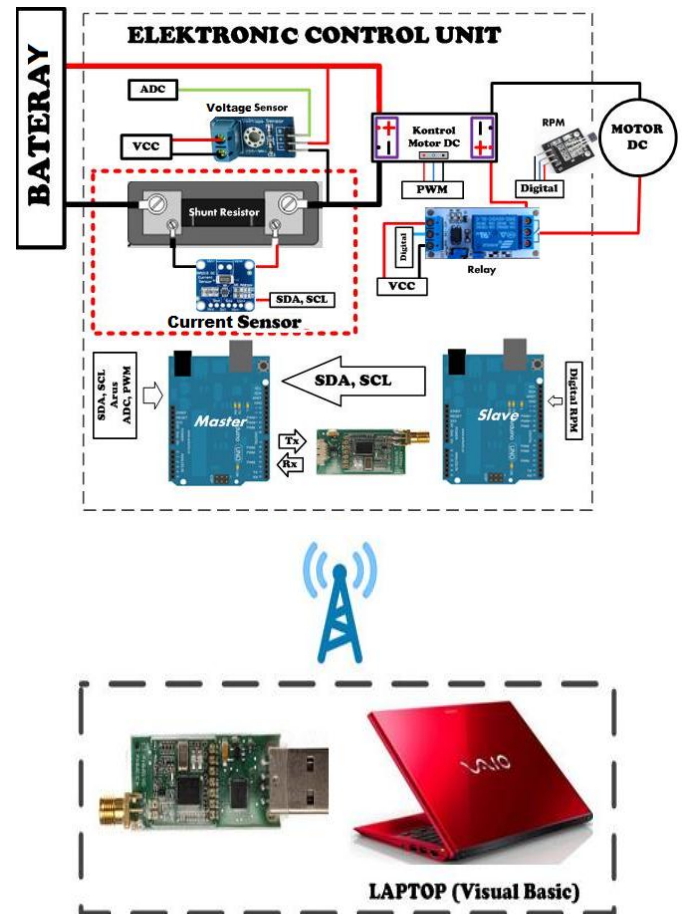 ELEKTRONIC CONTROL UNIT
BATERAY
ADC
Voltage Sensor
VCC
Shunt Resistor
SDA, SCL
Current Sensor
Kontrol
Motor DC
PWM
RPM
Digital
MOTOR
DC
Digital
VCC
Relay
SDA, SCL
Arus
ADC, PWM
Master
SDA, SCL
Tx
Rx
Slave
Digital RPM
VAIO
LAPTOP (Visual Basic)